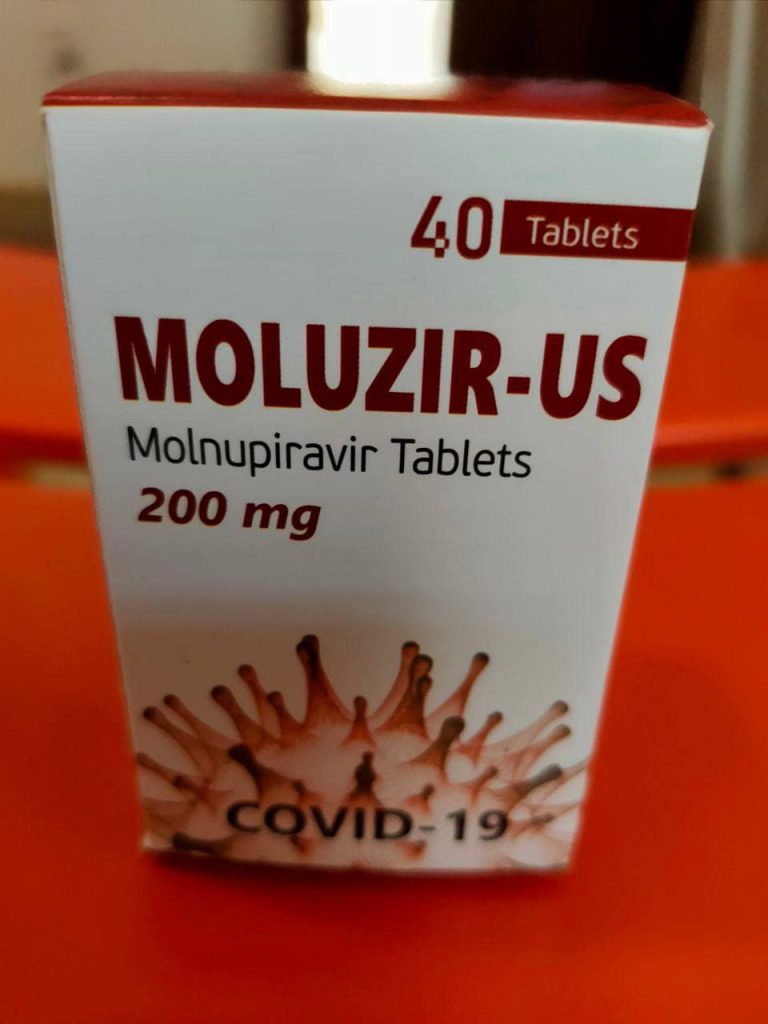 40 Tablets
MOLUZIR-US
Molnupiravir Tablets
200 mg
COVID-19